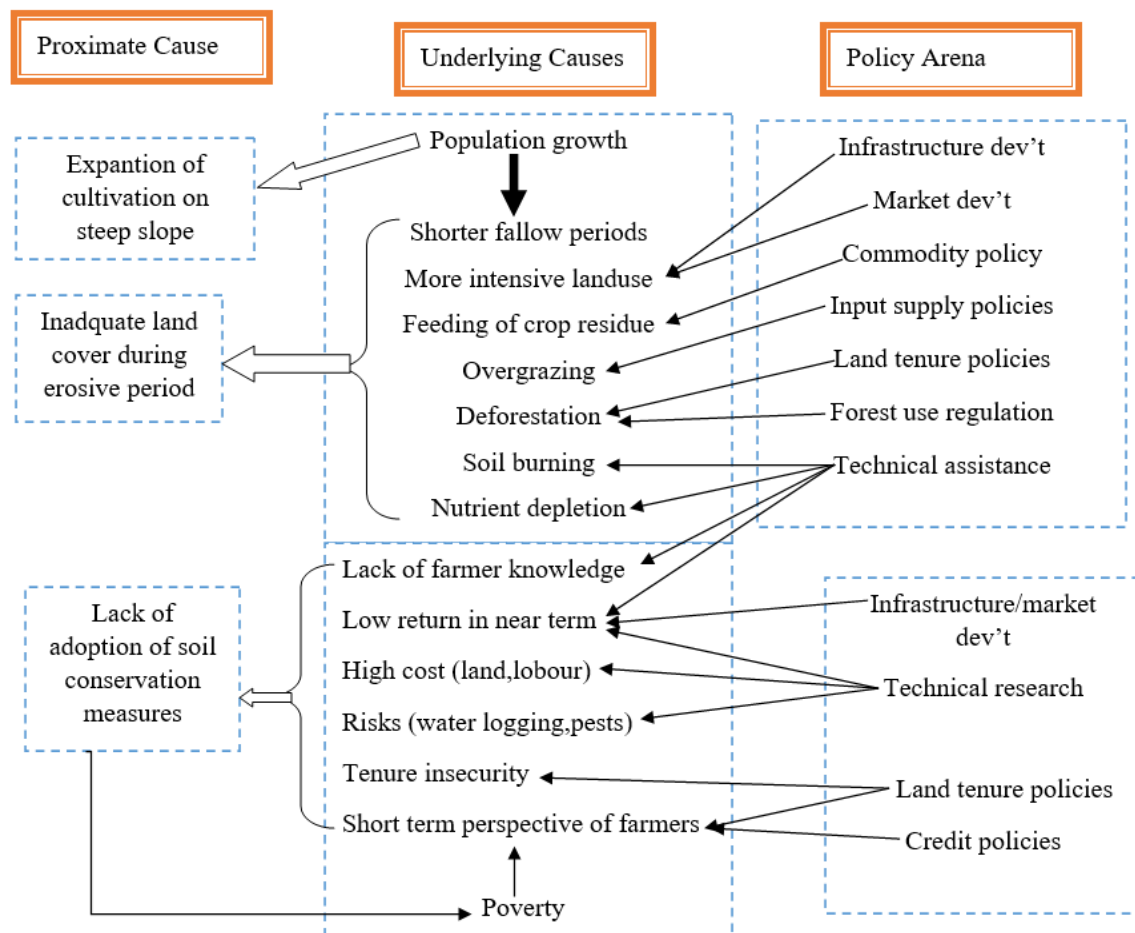 Proximate Cause
Underlying Causes
Policy Arena
Expantion of
cultivation on
steep slope
Inadquate land
cover during
erosive period
Lack of
adoption of soil
conservation
measures
Population growth
Shorter fallow periods
More intensive landuse
Feeding of crop residue
Overgrazing
Deforestation
Soil burning
Nutrient depletion
Lack of farmer knowledge
Low return in near term
High cost (land,lobour)
Risks (water logging,pests)
Tenure insecurity
Short term perspective of farmers
Poverty
Infrastructure dev’t
Market dev’t
Commodity policy
Input supply policies
Land tenure policies
Forest use regulation
Technical assistance
Infrastructure/market
dev’t
Technical research
Land tenure policies
Credit policies